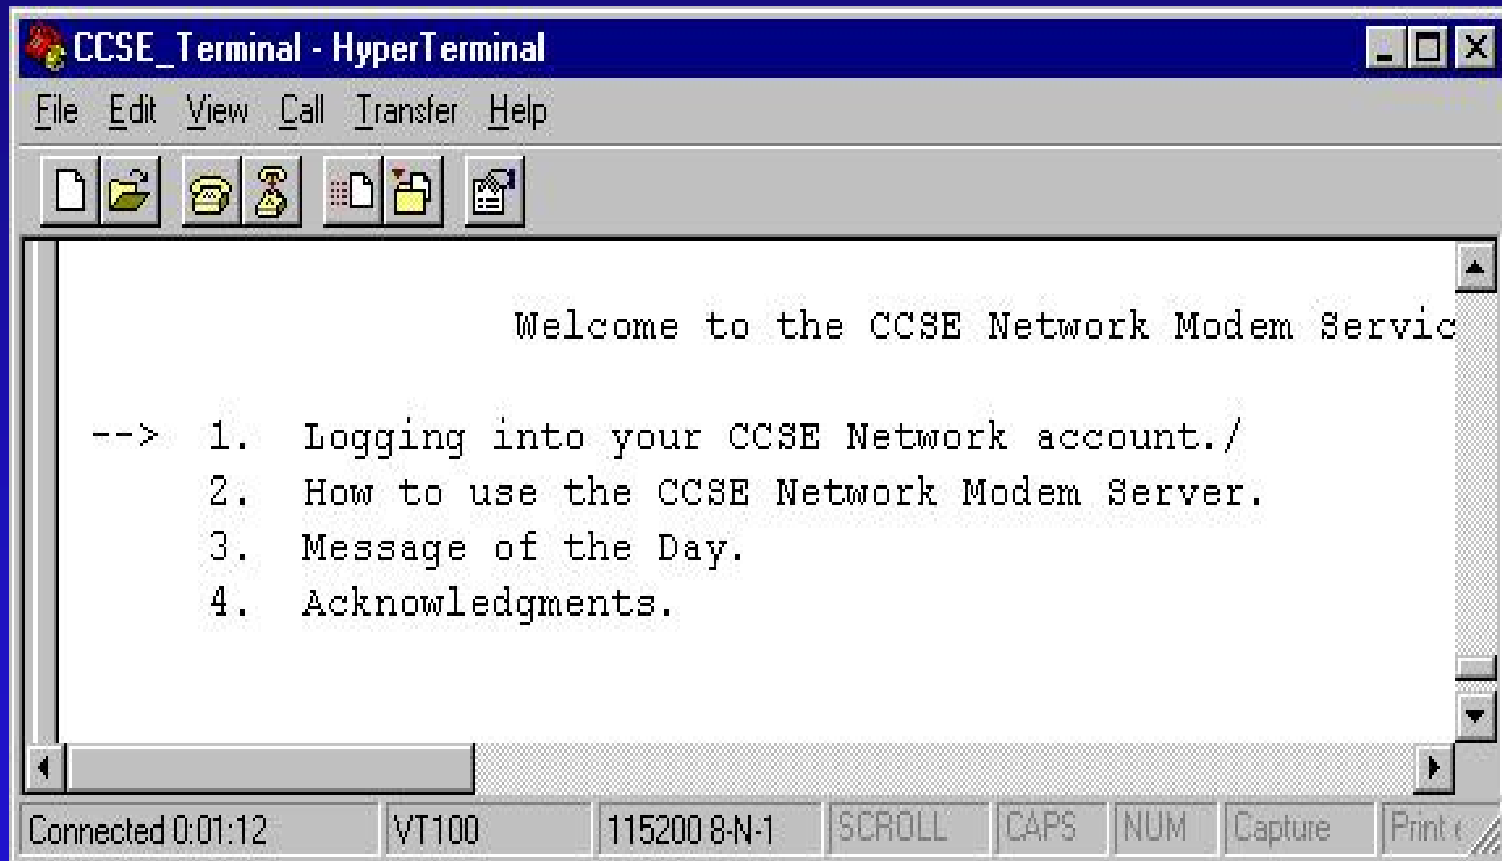 CCSE_Terminal - HyperTerminal
File Edit View Call Transfer Help
Welcome to the CCSE Network Modem Servic
--> 1. Logging into your CCSE Network account./
2. How to use the CCSE Network Modem Server.
3. Message of the Day.
4. Acknowledgments.
Connected 0:01:12 VT100 115200 8-N-1 SCROLL CAPS NUM Capture Print